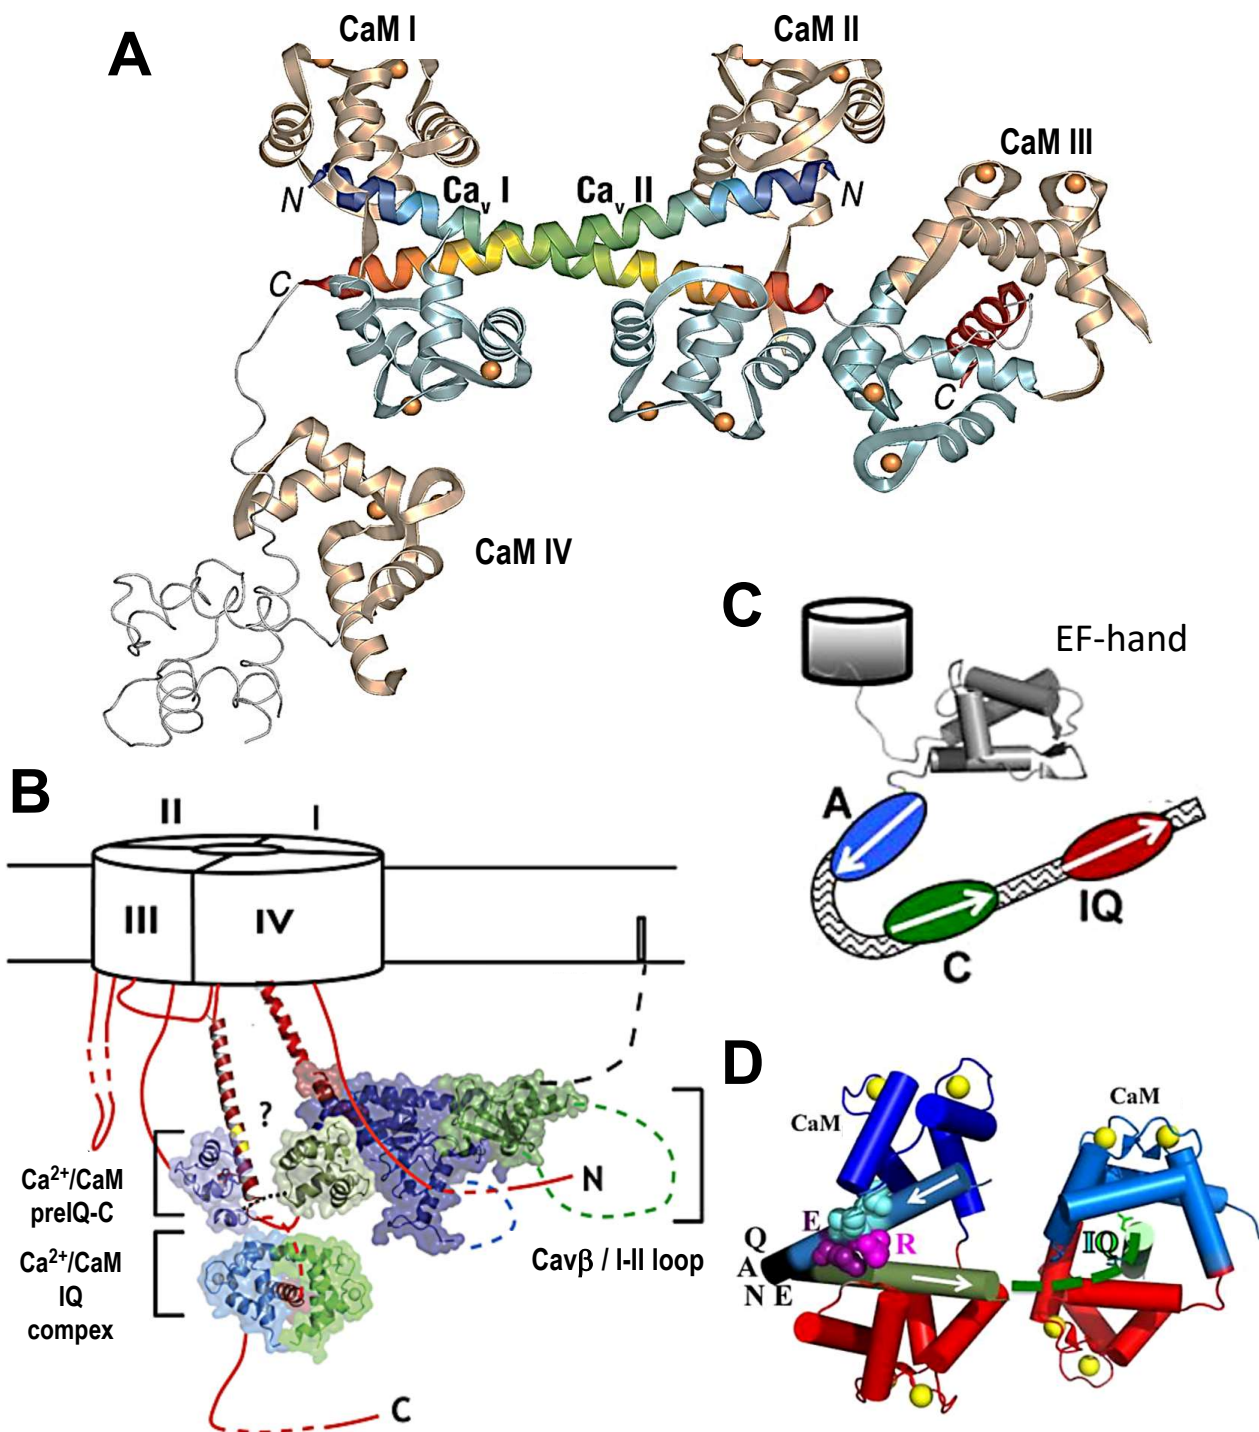 A
CaM I
CaM II
CaM III
N
Cav I
Cav II
N
C
C
CaM IV
C
EF-hand
A
IQ
C
B
II
I
III
IV
?
Ca2+/CaM
preIQ-C
N
Ca2+/CaM
IQ
compex
Cavβ / I-II loop
C
D
CaM
CaM
E
R
Q
A
N E
IQ